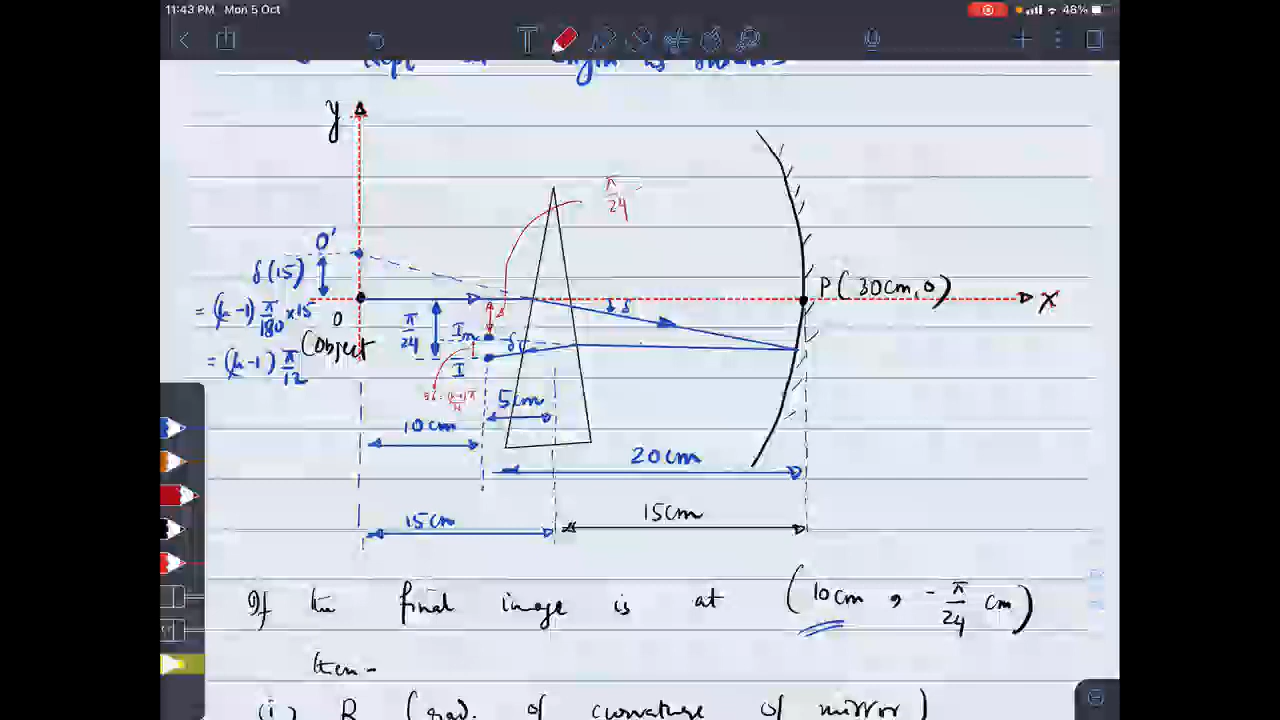 11:43 PM Mon 5 Oct
48%
kept
y
π/24
O'
δ(15)
= (μ-1) π/180 × 15
= (μ-1) π/12
O
(object
δ
P (30cm, 0)
x
π/24
Im
I
δ
5cm
10cm
20cm
15cm
15cm
If the final image is at (10cm, -π/24 cm)
then-
(i) R (rad. of curvature of mirror)